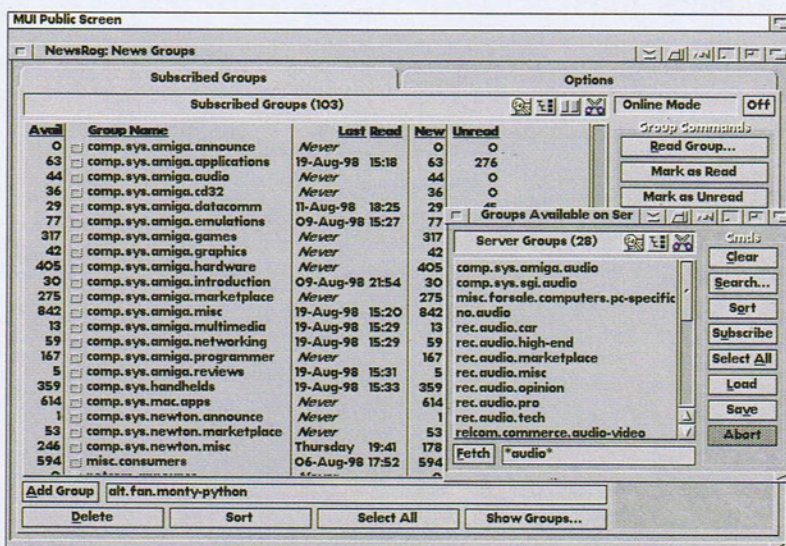 MUI Public Screen
NewsRog: News Groups
Subscribed Groups
Options
Subscribed Groups (103)
Online Mode
Off
Avail Group Name Last Read New Unread
0 comp.sys.amiga.announce Never 0 0
63 comp.sys.amiga.applications 19-Aug-98 15:18 63 276
44 comp.sys.amiga.audio Never 44 0
36 comp.sys.amiga.cd32 Never 36 0
29 comp.sys.amiga.datacomm 11-Aug-98 18:25 29
77 comp.sys.amiga.emulations 09-Aug-98 15:27 77
317 comp.sys.amiga.games Never 317
42 comp.sys.amiga.graphics Never 42
405 comp.sys.amiga.hardware Never 405
30 comp.sys.amiga.introduction 09-Aug-98 21:54 30
275 comp.sys.amiga.marketplace Never 275
842 comp.sys.amiga.misc 19-Aug-98 15:20 842
13 comp.sys.amiga.multimedia 19-Aug-98 15:29 13
59 comp.sys.amiga.networking 19-Aug-98 15:29 59
167 comp.sys.amiga.programmer Never 167
5 comp.sys.amiga.reviews 19-Aug-98 15:31 5
359 comp.sys.handhelds 19-Aug-98 15:33 359
614 comp.sys.mac.apps Never 614
1 comp.sys.newton.announce Never 1
53 comp.sys.newton.marketplace Never 53
246 comp.sys.newton.misc Thursday 19:41 178
594 misc.consumers 06-Aug-98 17:52 594
Group Commands
Read Group...
Mark as Read
Mark as Unread
Groups Available on Ser
Server Groups (28)
comp.sys.amiga.audio
comp.sys.sgi.audio
misc.forsale.computers.pc-specific
no.audio
rec.audio.car
rec.audio.high-end
rec.audio.marketplace
rec.audio.misc
rec.audio.opinion
rec.audio.pro
rec.audio.tech
relcom.commerce.audio-video
Fetch *audio*
Cmds
Clear
Search...
Sort
Subscribe
Select All
Load
Save
Abort
Add Group alt.fan.monty-python
Delete
Sort
Select All
Show Groups...